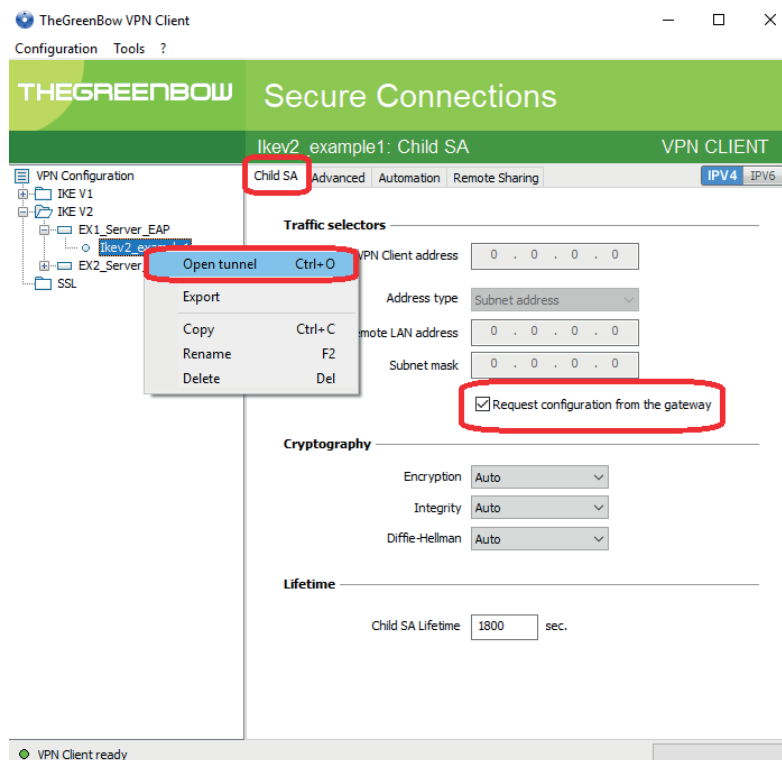 TheGreenBow VPN Client
Configuration Tools ?
THEGREENBOW
Secure Connections
Ikev2_example1: Child SA
VPN CLIENT
VPN Configuration
IKE V1
IKE V2
EX1_Server_EAP
EX2_Server
SSL
Open tunnel Ctrl+O
Export
Copy Ctrl+C
Rename F2
Delete Del
Child SA Advanced Automation Remote Sharing
IPV4 IPV6
Traffic selectors
VPN Client address 0 . 0 . 0 . 0
Address type Subnet address
LAN address 0 . 0 . 0 . 0
Subnet mask 0 . 0 . 0 . 0
Request configuration from the gateway
Cryptography
Encryption Auto
Integrity Auto
Diffie-Hellman Auto
Lifetime
Child SA Lifetime 1800 sec.
VPN Client ready